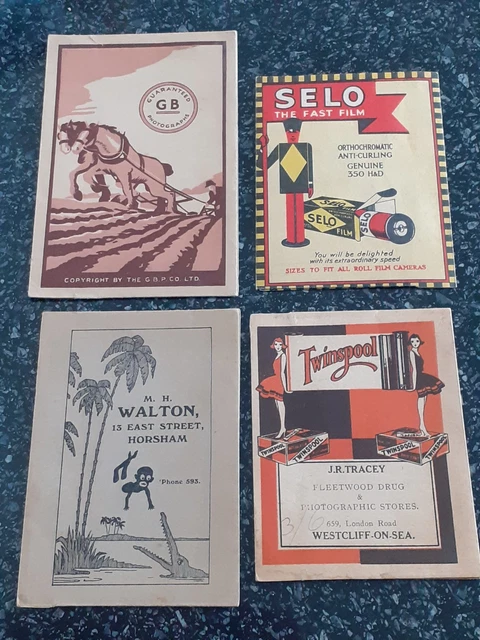 GUARANTEED
GB
PHOTOGRAPHS
COPYRIGHT BY THE G.B.P. CO. LTD.
SELO
THE FAST FILM
ORTHOCHROMATIC
ANTI-CURLING
GENUINE
350 H&D
SELO
FILM
SELO
You will be delighted
with its extraordinary speed
SIZES TO FIT ALL ROLL FILM CAMERAS
M. H.
WALTON,
13 EAST STREET,
HORSHAM
'Phone 593.
Twinspool
TWINSPOOL
TWINSPOOL
TWINSPOOL
TWINSPOOL
J.R.TRACEY
FLEETWOOD DRUG
&
PHOTOGRAPHIC STORES.
3/6
659, London Road
WESTCLIFF-ON-SEA.